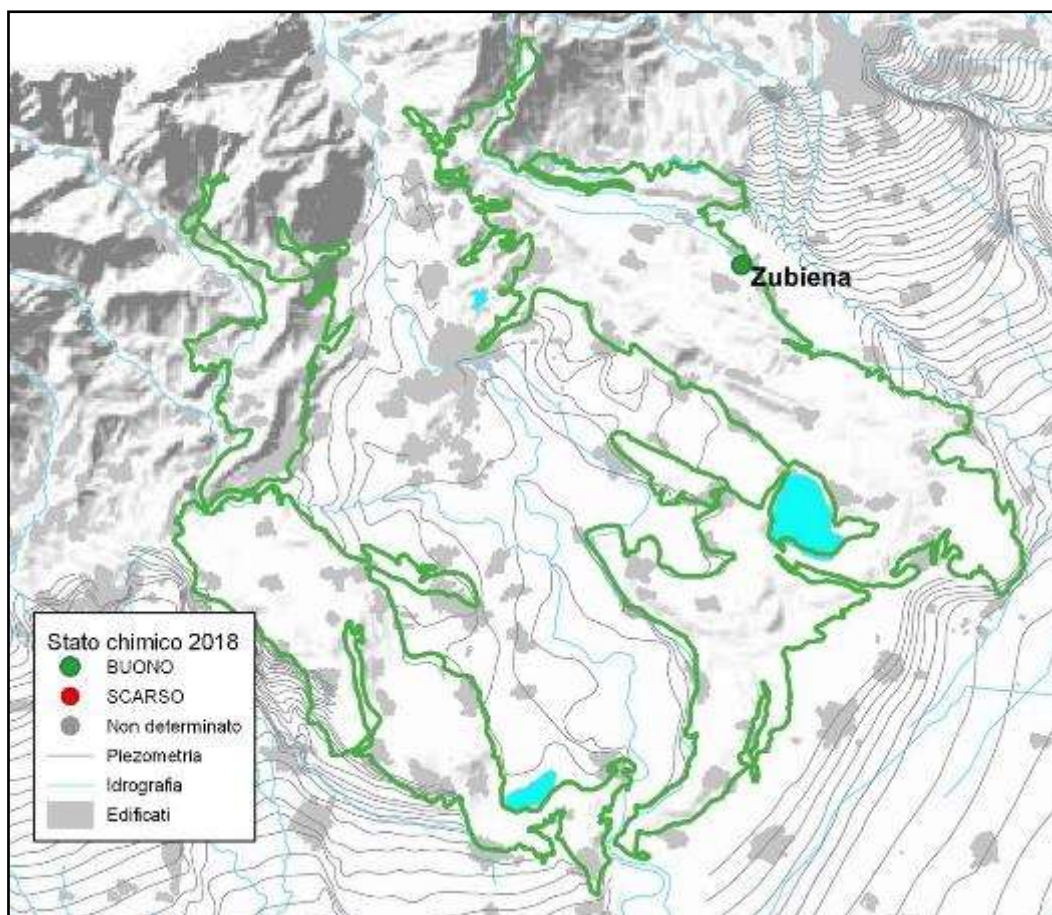 Zubiena
Stato chimico 2018
BUONO
SCARSO
Non determinato
Piezometria
Idrografia
Edificati